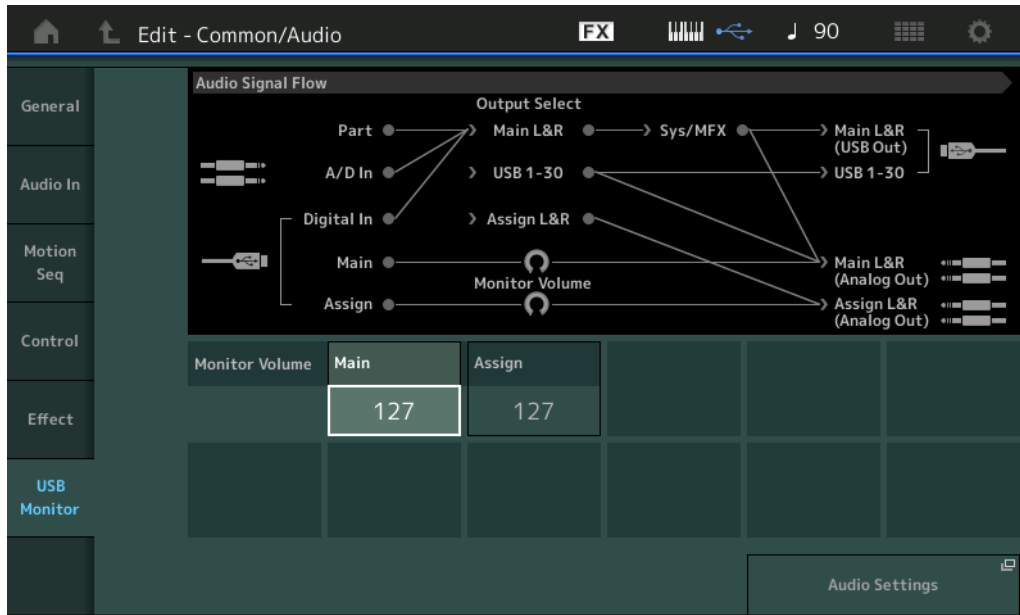 Edit - Common/Audio FX 90
General
Audio In
Motion
Seq
Control
Effect
USB
Monitor
Audio Signal Flow
Output Select
Part Main L&R Sys/MFX Main L&R
(USB Out)
A/D In USB 1-30 USB 1-30
Digital In Assign L&R
Main Main L&R
(Analog Out)
Monitor Volume
Assign Assign L&R
(Analog Out)
Monitor Volume Main Assign
127 127
Audio Settings